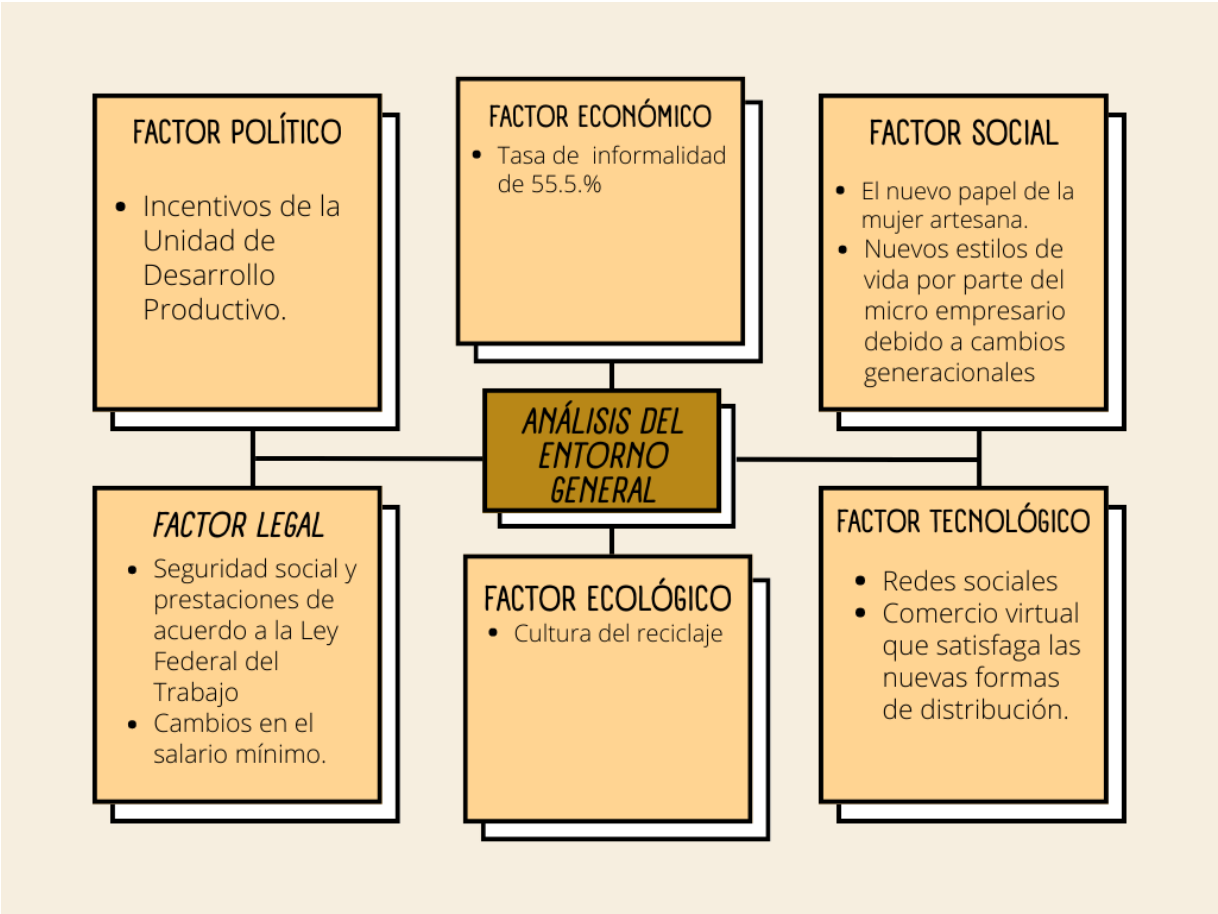 FACTOR POLÍTICO
• Incentivos de la
Unidad de
Desarrollo
Productivo.
FACTOR ECONÓMICO
• Tasa de informalidad
de 55.5.%
FACTOR SOCIAL
• El nuevo papel de la
mujer artesana.
• Nuevos estilos de
vida por parte del
micro empresario
debido a cambios
generacionales
ANÁLISIS DEL
ENTORNO
GENERAL
FACTOR LEGAL
• Seguridad social y
prestaciones de
acuerdo a la Ley
Federal del
Trabajo
• Cambios en el
salario mínimo.
FACTOR ECOLÓGICO
• Cultura del reciclaje
FACTOR TECNOLÓGICO
• Redes sociales
• Comercio virtual
que satisfaga las
nuevas formas
de distribución.